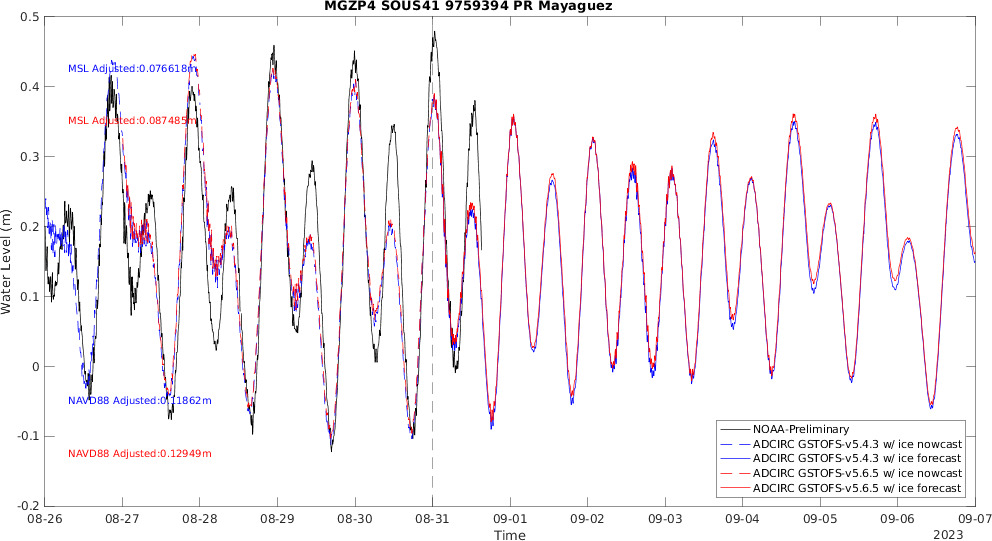 MGZP4 SOUS41 9759394 PR Mayaguez
0.5
0.4
0.3
0.2
0.1
0
-0.1
-0.2
Water Level (m)
MSL Adjusted:0.076618m
MSL Adjusted:0.087485m
NAVD88 Adjusted:0.11862m
NAVD88 Adjusted:0.12949m
NOAA-Preliminary
ADCIRC GSTOFS-v5.4.3 w/ ice nowcast
ADCIRC GSTOFS-v5.4.3 w/ ice forecast
ADCIRC GSTOFS-v5.6.5 w/ ice nowcast
ADCIRC GSTOFS-v5.6.5 w/ ice forecast
08-26 08-27 08-28 08-29 08-30 08-31 09-01 09-02 09-03 09-04 09-05 09-06 09-07
Time
2023